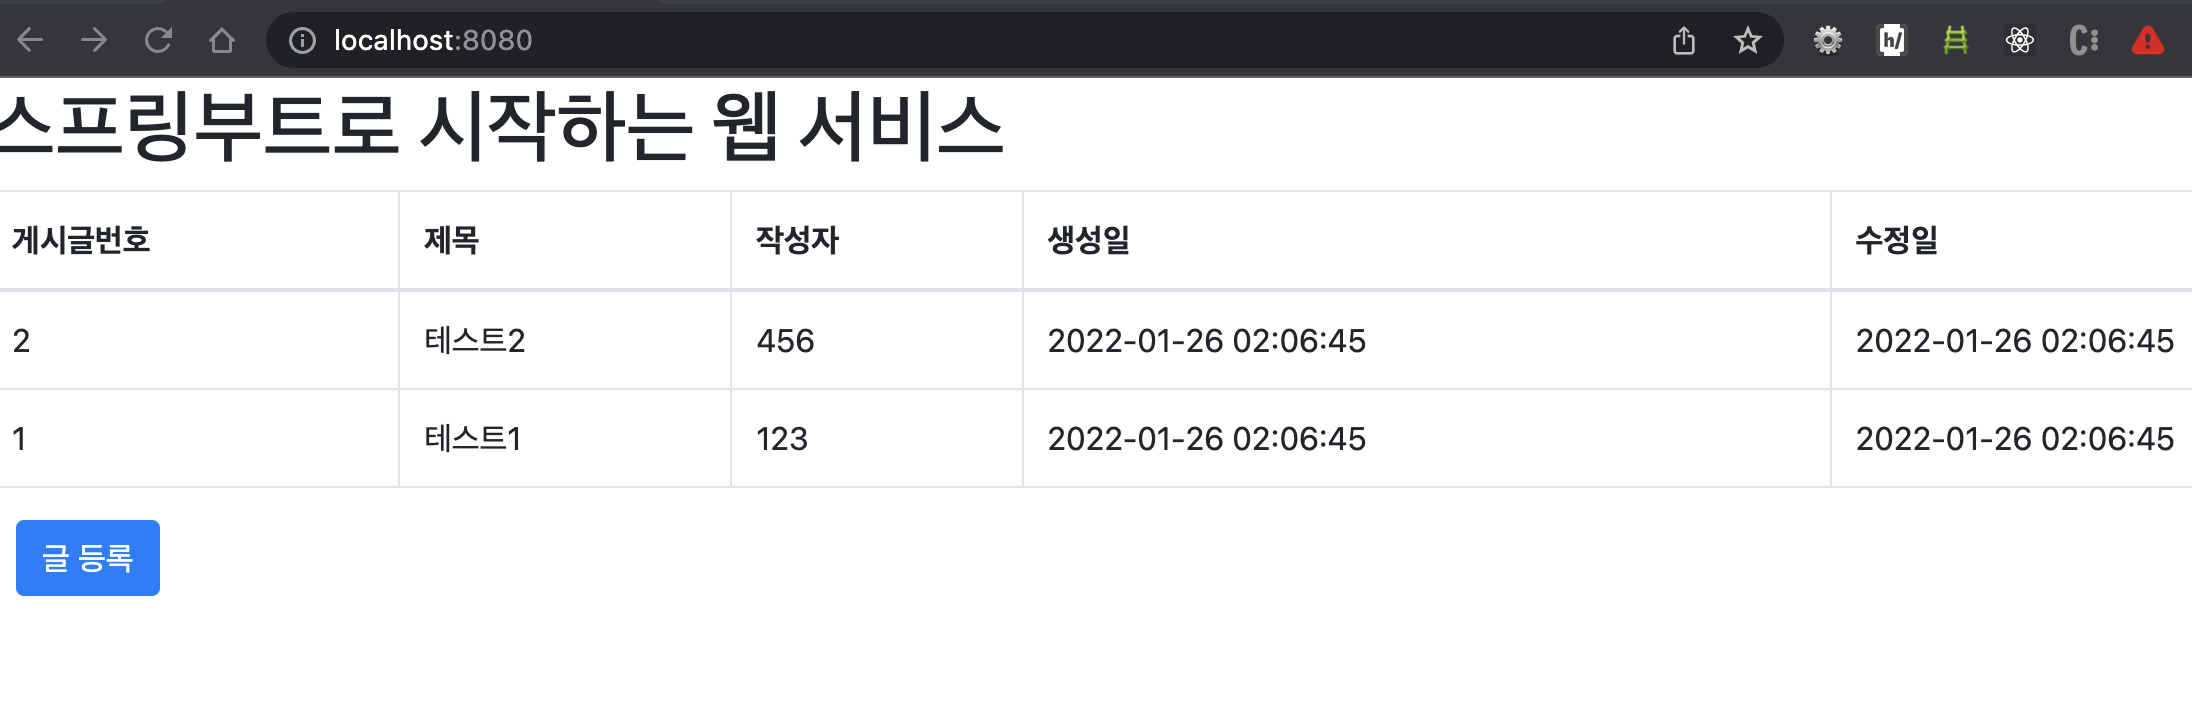 localhost:8080
h/
C:
스프링부트로 시작하는 웹 서비스
게시글번호 제목 작성자 생성일 수정일
2 테스트2 456 2022-01-26 02:06:45 2022-01-26 02:06:45
1 테스트1 123 2022-01-26 02:06:45 2022-01-26 02:06:45
글 등록